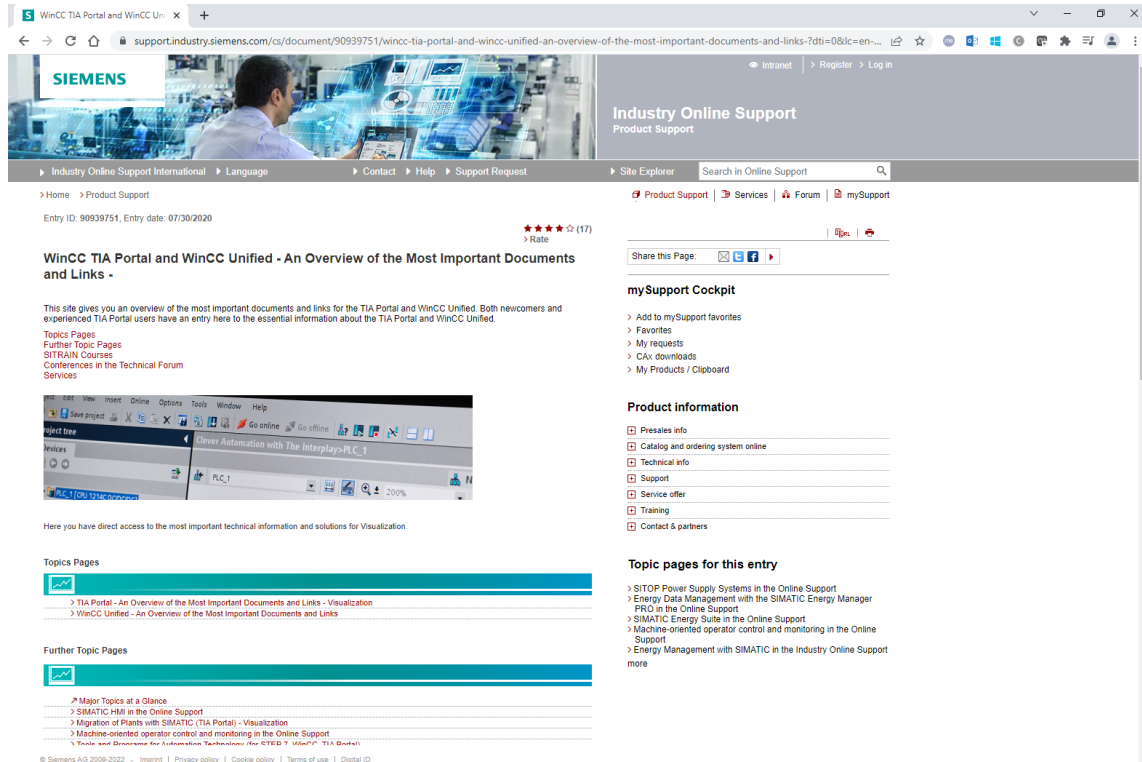 WinCC TIA Portal and WinCC Uni
support.industry.siemens.com/cs/document/90939751/wincc-tia-portal-and-wincc-unified-an-overview-of-the-most-important-documents-and-links-?dti=0&lc=en-...
SIEMENS
Intranet > Register > Log in
Industry Online Support
Product Support
Industry Online Support International Language Contact Help Support Request Site Explorer Search in Online Support
>Home >Product Support
Product Support Services Forum mySupport
Entry ID: 90939751, Entry date: 07/30/2020
(17)
> Rate
WinCC TIA Portal and WinCC Unified - An Overview of the Most Important Documents
and Links -
This site gives you an overview of the most important documents and links for the TIA Portal and WinCC Unified. Both newcomers and
experienced TIA Portal users have an entry here to the essential information about the TIA Portal and WinCC Unified.
Topics Pages
Further Topic Pages
SITRAIN Courses
Conferences in the Technical Forum
Services
Edit View Insert Online Options Tools Window Help
Save project Go online Go offline
roject tree
Clever Automation with The Interplay>PLC_1
Devices
PLC_1
200%
Here you have direct access to the most important technical information and solutions for Visualization.
Topics Pages
> TIA Portal - An Overview of the Most Important Documents and Links - Visualization
> WinCC Unified - An Overview of the Most Important Documents and Links
Further Topic Pages
Major Topics at a Glance
> SIMATIC HMI in the Online Support
> Migration of Plants with SIMATIC (TIA Portal) - Visualization
> Machine-oriented operator control and monitoring in the Online Support
> Tools and Programs for Automation Technology (for STEP 7, WinCC, TIA Portal)
Share this Page:
mySupport Cockpit
> Add to mySupport favorites
> Favorites
> My requests
> CAx downloads
> My Products / Clipboard
Product information
Presales info
Catalog and ordering system online
Technical info
Support
Service offer
Training
Contact & partners
Topic pages for this entry
> SITOP Power Supply Systems in the Online Support
> Energy Data Management with the SIMATIC Energy Manager
PRO in the Online Support
> SIMATIC Energy Suite in the Online Support
> Machine-oriented operator control and monitoring in the Online
Support
> Energy Management with SIMATIC in the Industry Online Support
more
© Siemens AG 2009-2022 - Imprint | Privacy policy | Cookie policy | Terms of use | Digital ID